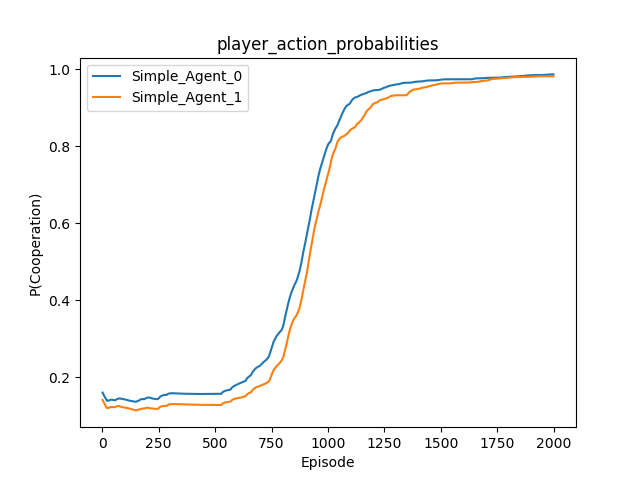 player_action_probabilities
Simple_Agent_0
Simple_Agent_1
P(Cooperation)
1.0
0.8
0.6
0.4
0.2
0 250 500 750 1000 1250 1500 1750 2000
Episode